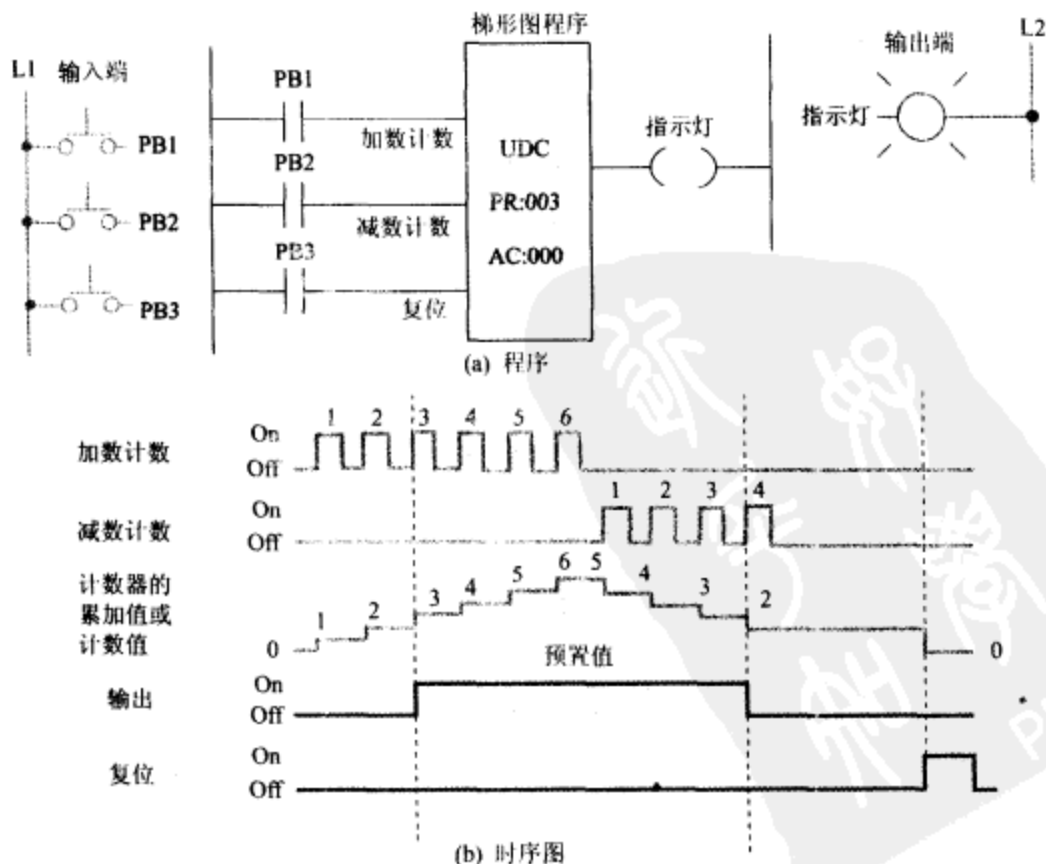 梯形图程序
L1 输入端
PB1
PB2
PB3
PB1
加数计数
PB2
减数计数
PB3
复位
UDC
PR:003
AC:000
指示灯
输出端
L2
指示灯
(a) 程序
加数计数
On
Off
1 2 3 4 5 6
减数计数
On
Off
1 2 3 4
计数器的
累加值或
计数值
0 1 2 3 4 5 6 5 4 3 2 0
预置值
输出
On
Off
复位
On
Off
(b) 时序图